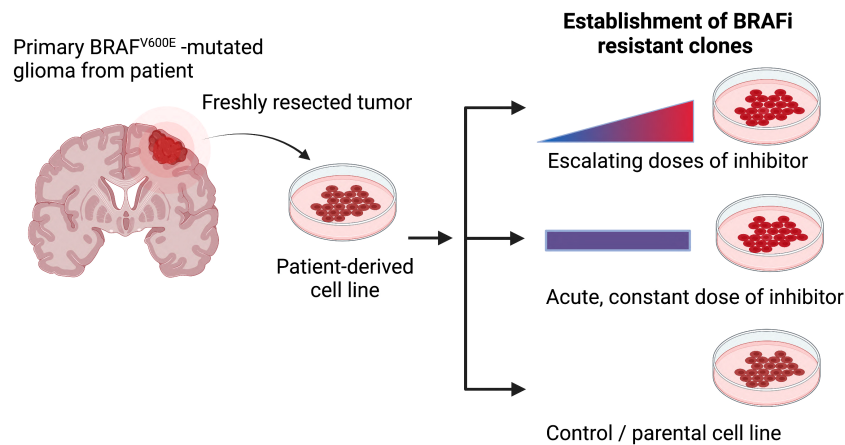 Primary BRAFV600E -mutated
glioma from patient
Freshly resected tumor
Patient-derived
cell line
Establishment of BRAFi
resistant clones
Escalating doses of inhibitor
Acute, constant dose of inhibitor
Control / parental cell line